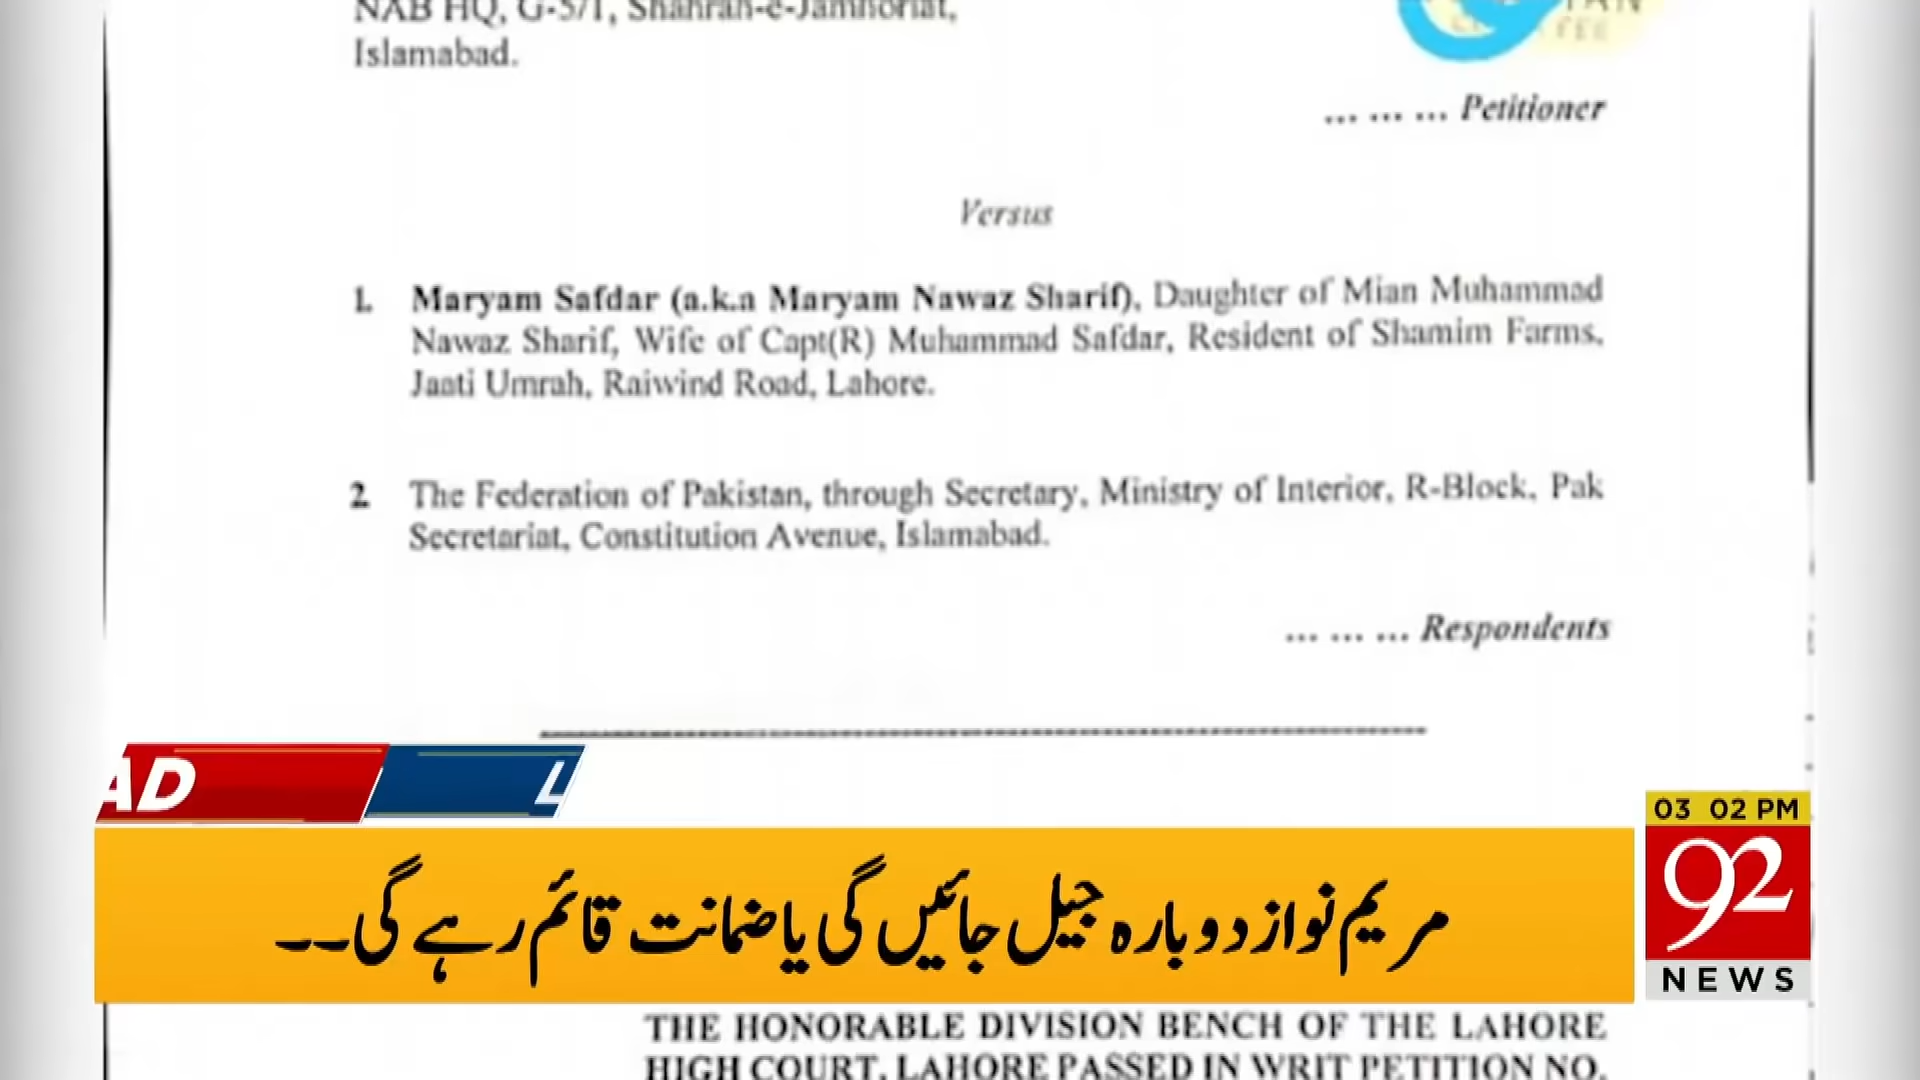 NAB HQ, G-5/1, Shahrah-e-Jamhoriat,
Islamabad.
... ... ... Petitioner
Versus
1. Maryam Safdar (a.k.a Maryam Nawaz Sharif), Daughter of Mian Muhammad
Nawaz Sharif, Wife of Capt(R) Muhammad Safdar, Resident of Shamim Farms,
Jaati Umrah, Raiwind Road, Lahore.
2. The Federation of Pakistan, through Secretary, Ministry of Interior, R-Block, Pak
Secretariat, Constitution Avenue, Islamabad.
... ... ... Respondents
AD L
03 02 PM
مریم نواز دوبارہ جیل جائیں گی یا ضمانت قائم رہے گی۔۔
92
NEWS
THE HONORABLE DIVISION BENCH OF THE LAHORE
HIGH COURT, LAHORE PASSED IN WRIT PETITION NO.